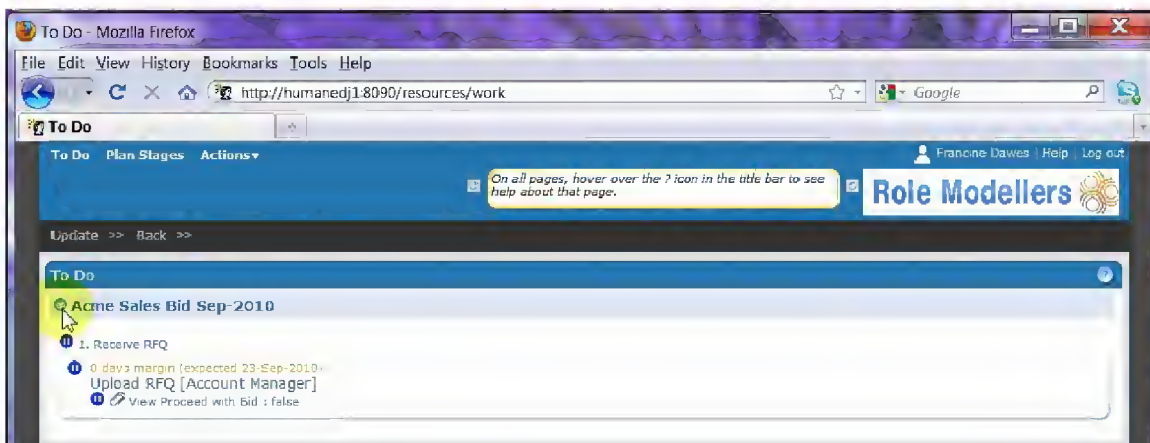 To Do - Mozilla Firefox
File Edit View History Bookmarks Tools Help
http://humanedj1:8090/resources/work
Google
To Do
To Do Plan Stages Actions
Francine Dawes | Help | Log out
On all pages, hover over the ? icon in the title bar to see
help about that page.
Role Modellers
Update >> Back >>
To Do
Acme Sales Bid Sep-2010
1. Receive RFQ
0 days margin (expected 23-Sep-2010)
Upload RFQ [Account Manager]
View Proceed with Bid : false